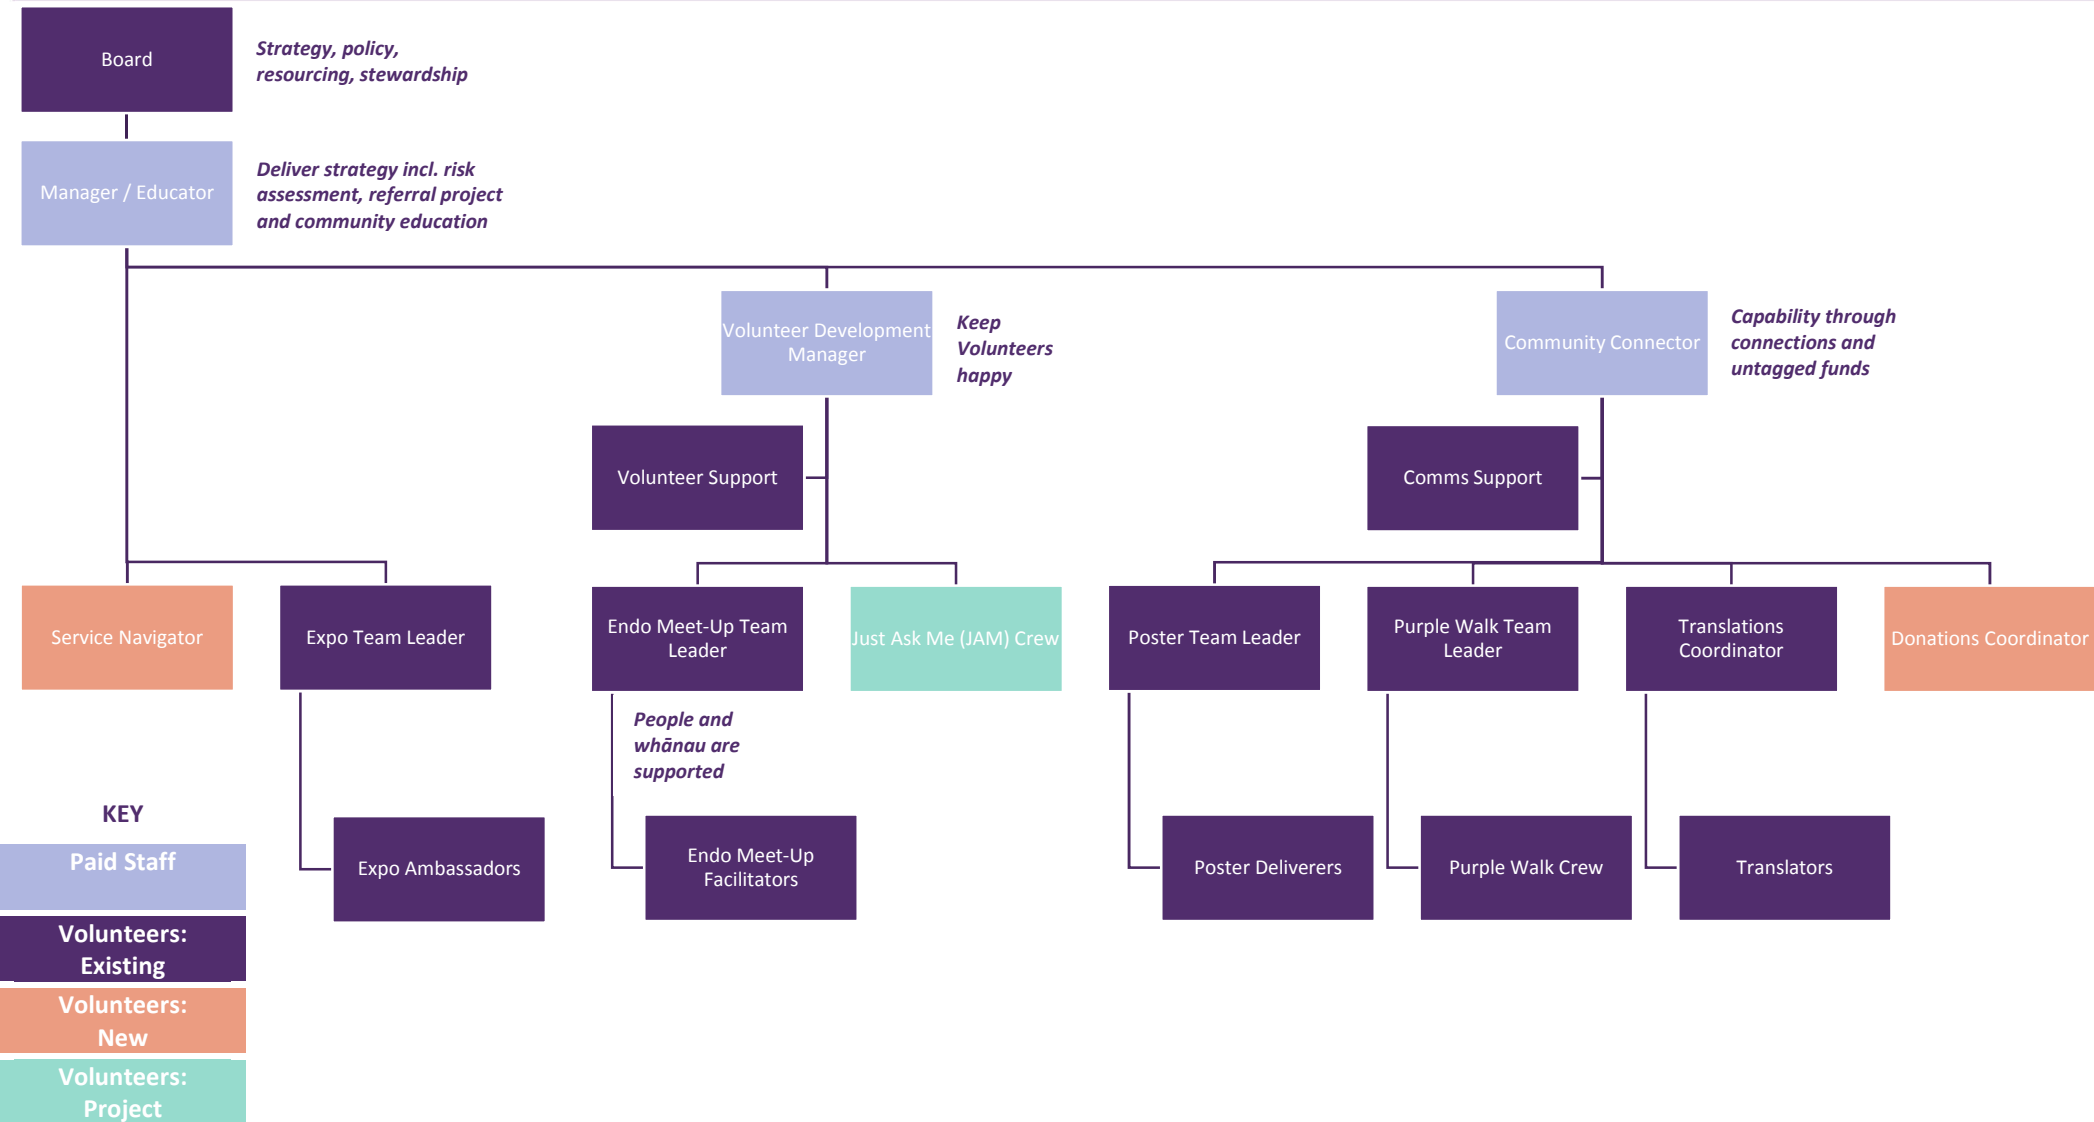 Board
Strategy, policy,
resourcing, stewardship
Manager / Educator
Deliver strategy incl. risk
assessment, referral project
and community education
Volunteer Development
Manager
Keep
Volunteers
happy
Community Connector
Capability through
connections and
untagged funds
Volunteer Support
Comms Support
Service Navigator
Expo Team Leader
Endo Meet-Up Team
Leader
Just Ask Me (JAM) Crew
Poster Team Leader
Purple Walk Team
Leader
Translations
Coordinator
Donations Coordinator
People and
whānau are
supported
Expo Ambassadors
Endo Meet-Up
Facilitators
Poster Deliverers
Purple Walk Crew
Translators
KEY
Paid Staff
Volunteers:
Existing
Volunteers:
New
Volunteers:
Project